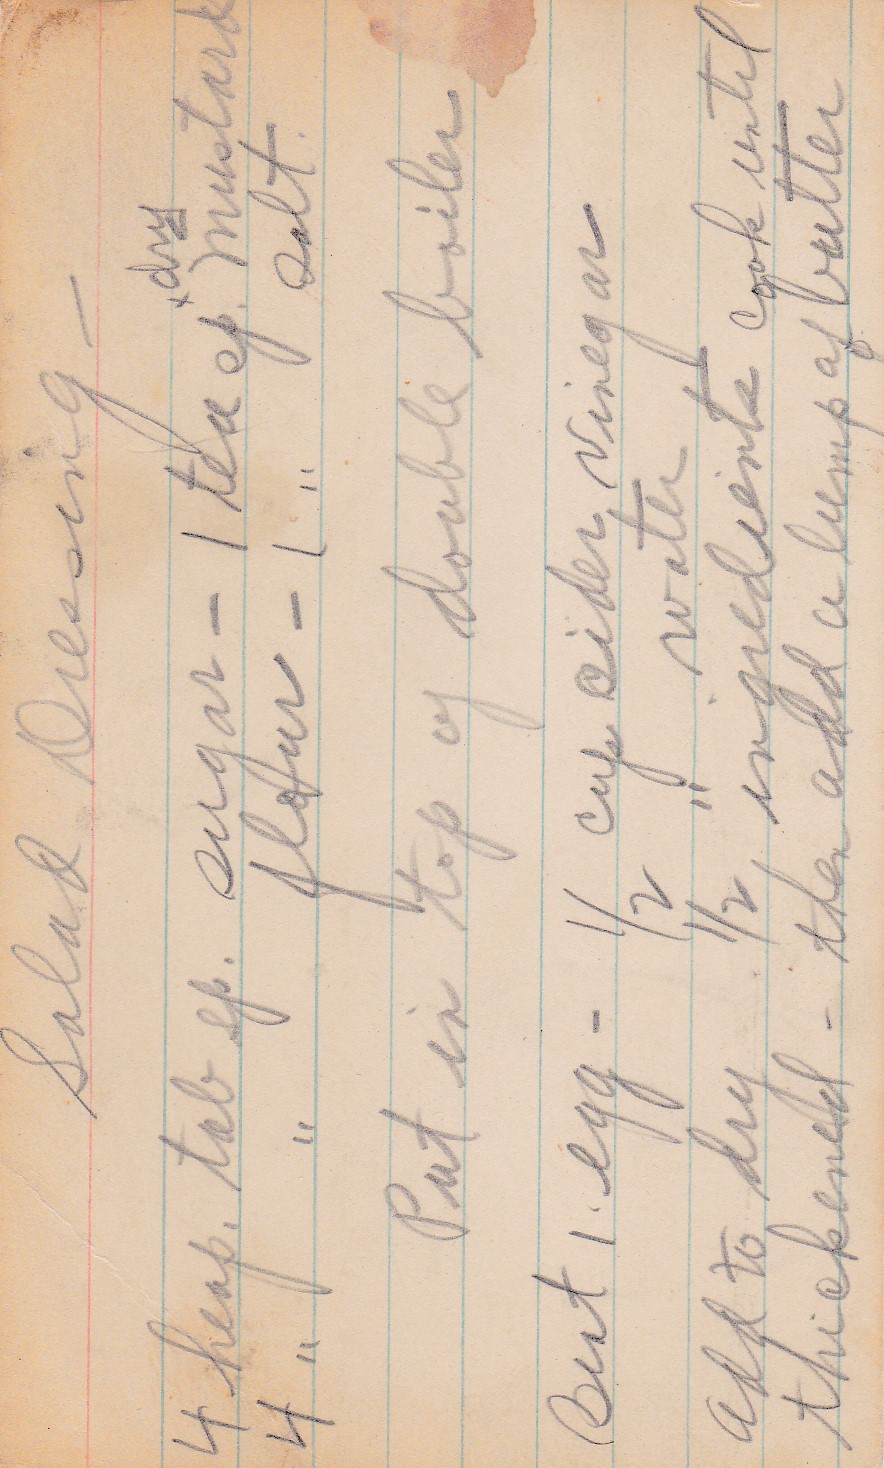 Salad Dressing —
4 heap. tab sp. sugar – 1 tea sp. x dry Mustard
4 " " flour – 1 " salt.
Put in top of double boiler
Beat 1. egg – 1/2 cup cider vinegar
1/2 " water
add to dry ingredients cook until
thickened – then add a lump of butter